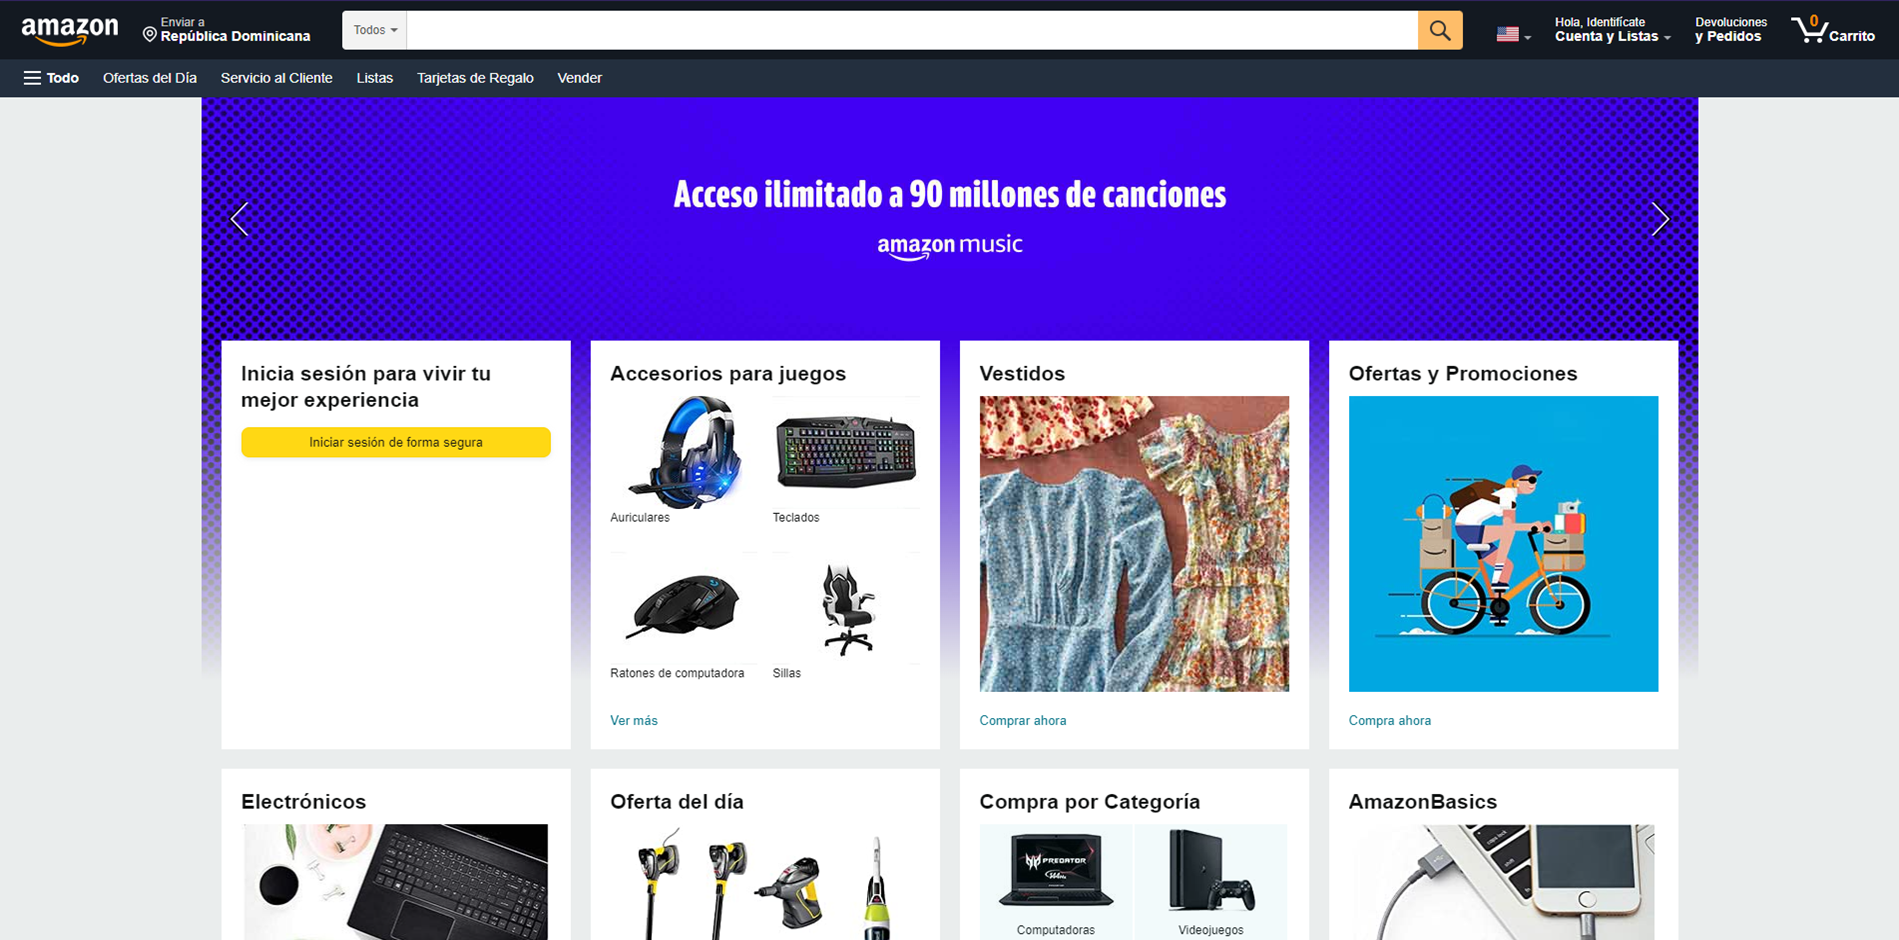 amazon
Enviar a
República Dominicana
Todos
Hola, Identifícate
Cuenta y Listas
Devoluciones
y Pedidos
0
Carrito
Todo
Ofertas del Día
Servicio al Cliente
Listas
Tarjetas de Regalo
Vender
Acceso ilimitado a 90 millones de canciones
amazon music
Inicia sesión para vivir tu
mejor experiencia
Iniciar sesión de forma segura
Accesorios para juegos
Auriculares
Teclados
Ratones de computadora
Sillas
Ver más
Vestidos
Comprar ahora
Ofertas y Promociones
Compra ahora
Electrónicos
Oferta del día
Compra por Categoría
PREDATOR
Computadoras
Videojuegos
AmazonBasics